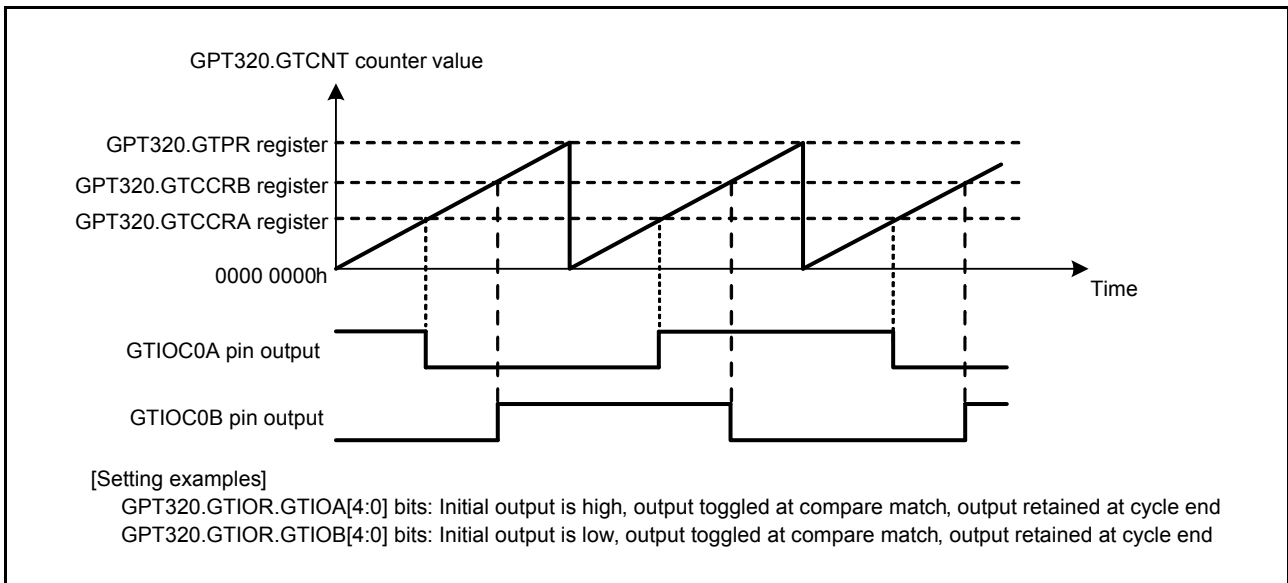 GPT320.GTCNT counter value
GPT320.GTPR register
GPT320.GTCCRB register
GPT320.GTCCRA register
0000 0000h
Time
GTIOC0A pin output
GTIOC0B pin output
[Setting examples]
GPT320.GTIOR.GTIOA[4:0] bits: Initial output is high, output toggled at compare match, output retained at cycle end
GPT320.GTIOR.GTIOB[4:0] bits: Initial output is low, output toggled at compare match, output retained at cycle end